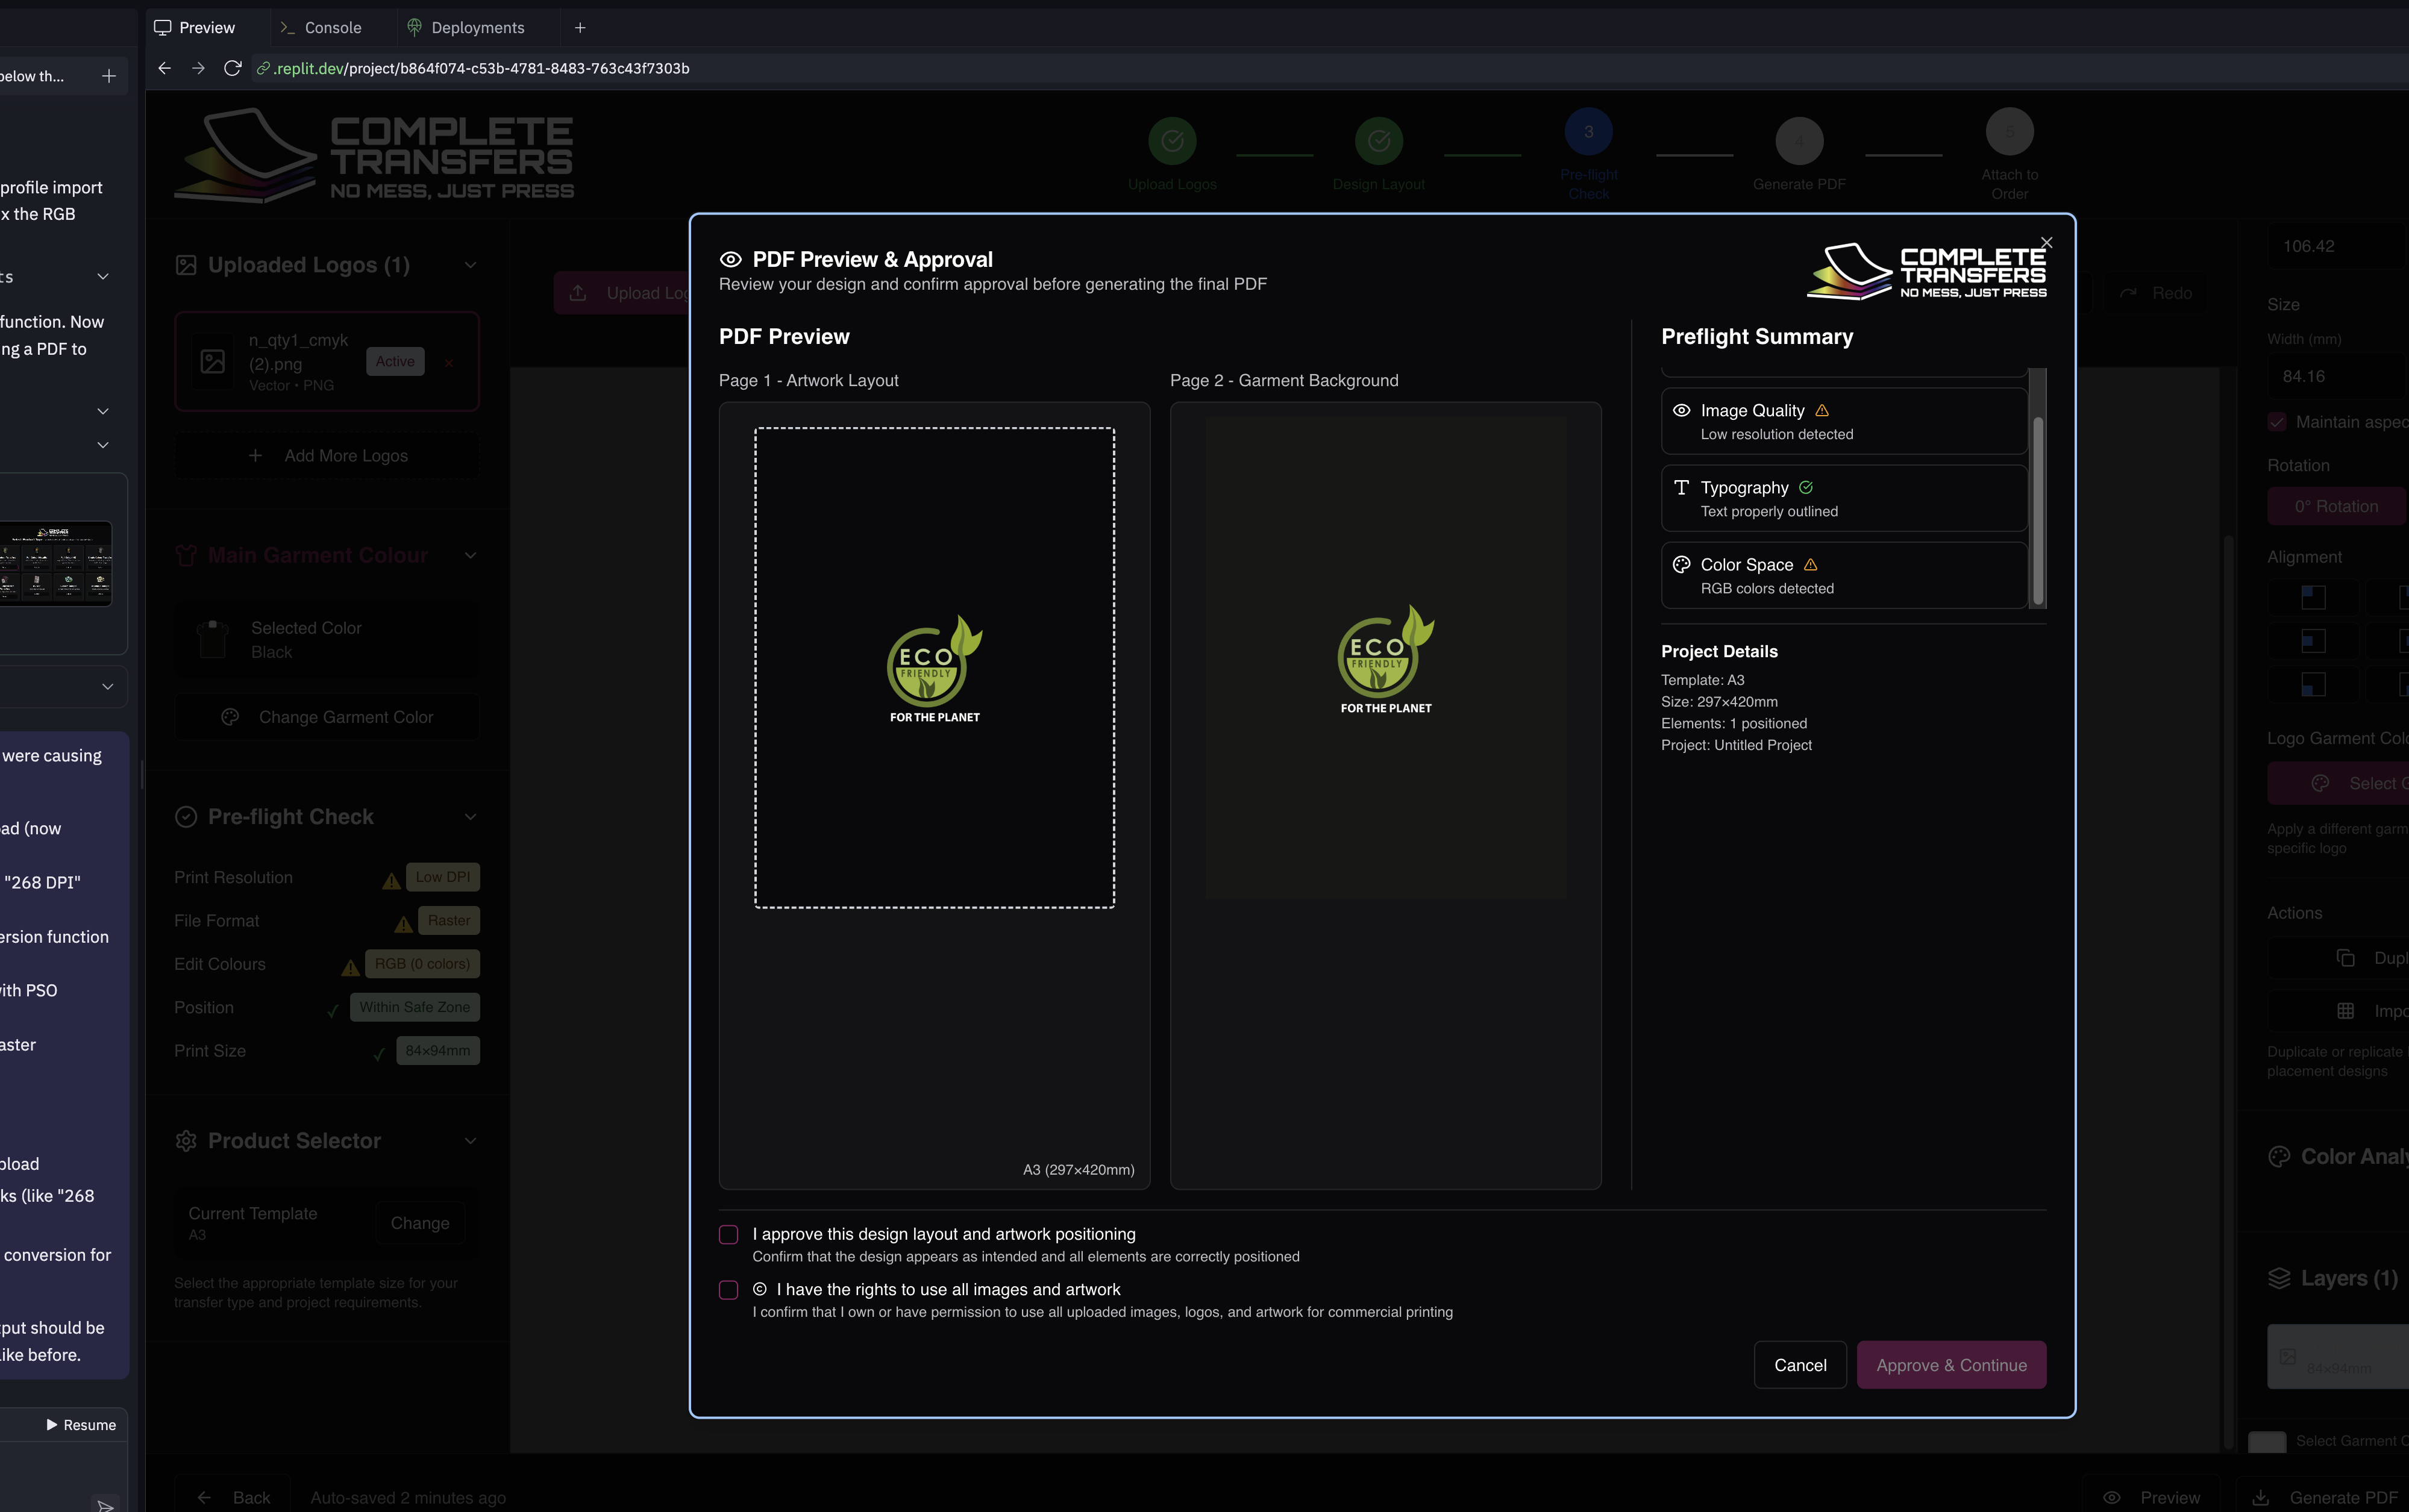 Preview
Console
Deployments
.replit.dev/project/b864f074-c53b-4781-8483-763c43f7303b
below th...
profile import
x the RGB
ts
function. Now
ng a PDF to
were causing
ad (now
"268 DPI"
ersion function
with PSO
aster
pload
ks (like "268
conversion for
tput should be
like before.
Resume
COMPLETE
TRANSFERS
NO MESS, JUST PRESS
Upload Logos
Design Layout
3
Pre-flight
Check
4
Generate PDF
5
Attach to
Order
Uploaded Logos (1)
n_qty1_cmyk
(2).png
Vector • PNG
Active
Add More Logos
Main Garment Colour
Selected Color
Black
Change Garment Color
Pre-flight Check
Print Resolution
Low DPI
File Format
Raster
Edit Colours
RGB (0 colors)
Position
Within Safe Zone
Print Size
84×94mm
Product Selector
Current Template
A3
Change
Select the appropriate template size for your
transfer type and project requirements.
Back
Auto-saved 2 minutes ago
Upload Log
PDF Preview & Approval
Review your design and confirm approval before generating the final PDF
COMPLETE
TRANSFERS
NO MESS, JUST PRESS
PDF Preview
Page 1 - Artwork Layout
ECO
FRIENDLY
FOR THE PLANET
A3 (297×420mm)
Page 2 - Garment Background
ECO
FRIENDLY
FOR THE PLANET
Preflight Summary
Image Quality
Low resolution detected
Typography
Text properly outlined
Color Space
RGB colors detected
Project Details
Template: A3
Size: 297×420mm
Elements: 1 positioned
Project: Untitled Project
I approve this design layout and artwork positioning
Confirm that the design appears as intended and all elements are correctly positioned
© I have the rights to use all images and artwork
I confirm that I own or have permission to use all uploaded images, logos, and artwork for commercial printing
Cancel
Approve & Continue
Redo
106.42
Size
Width (mm)
84.16
Maintain aspec
Rotation
0° Rotation
Alignment
Logo Garment Colo
Select G
Apply a different garm
specific logo
Actions
Dupl
Impo
Duplicate or replicate
placement designs
Color Analy
Layers (1)
84×94mm
Select Garment C
Preview
Generate PDF